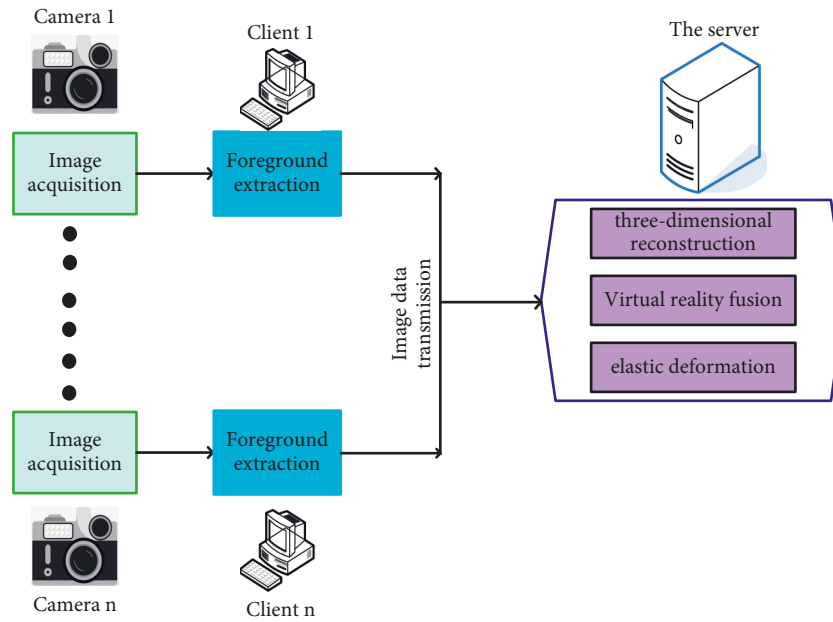 Camera 1
Client 1
The server
Image
acquisition
Foreground
extraction
three-dimensional
reconstruction
Virtual reality fusion
elastic deformation
Image data
transmission
Image
acquisition
Foreground
extraction
Camera n
Client n